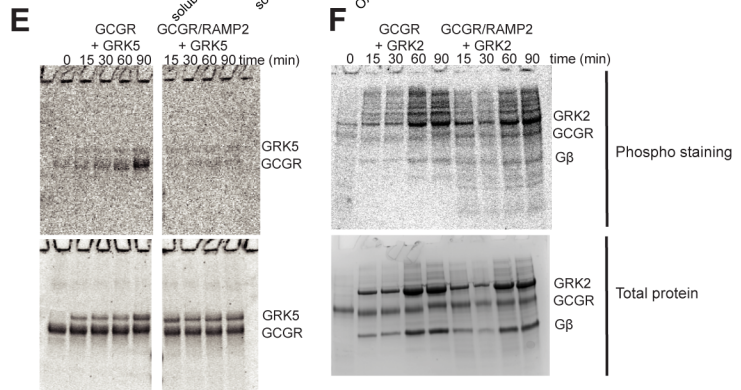 E
solub
so
GCGR GCGR/RAMP2
+ GRK5 + GRK5
0 15 30 60 90 15 30 60 90 time (min)
GRK5
GCGR
GRK5
GCGR
F
GCGR GCGR/RAMP2
+ GRK2 + GRK2
0 15 30 60 90 15 30 60 90 time (min)
GRK2
GCGR
Gβ
Phospho staining
GRK2
GCGR
Gβ
Total protein